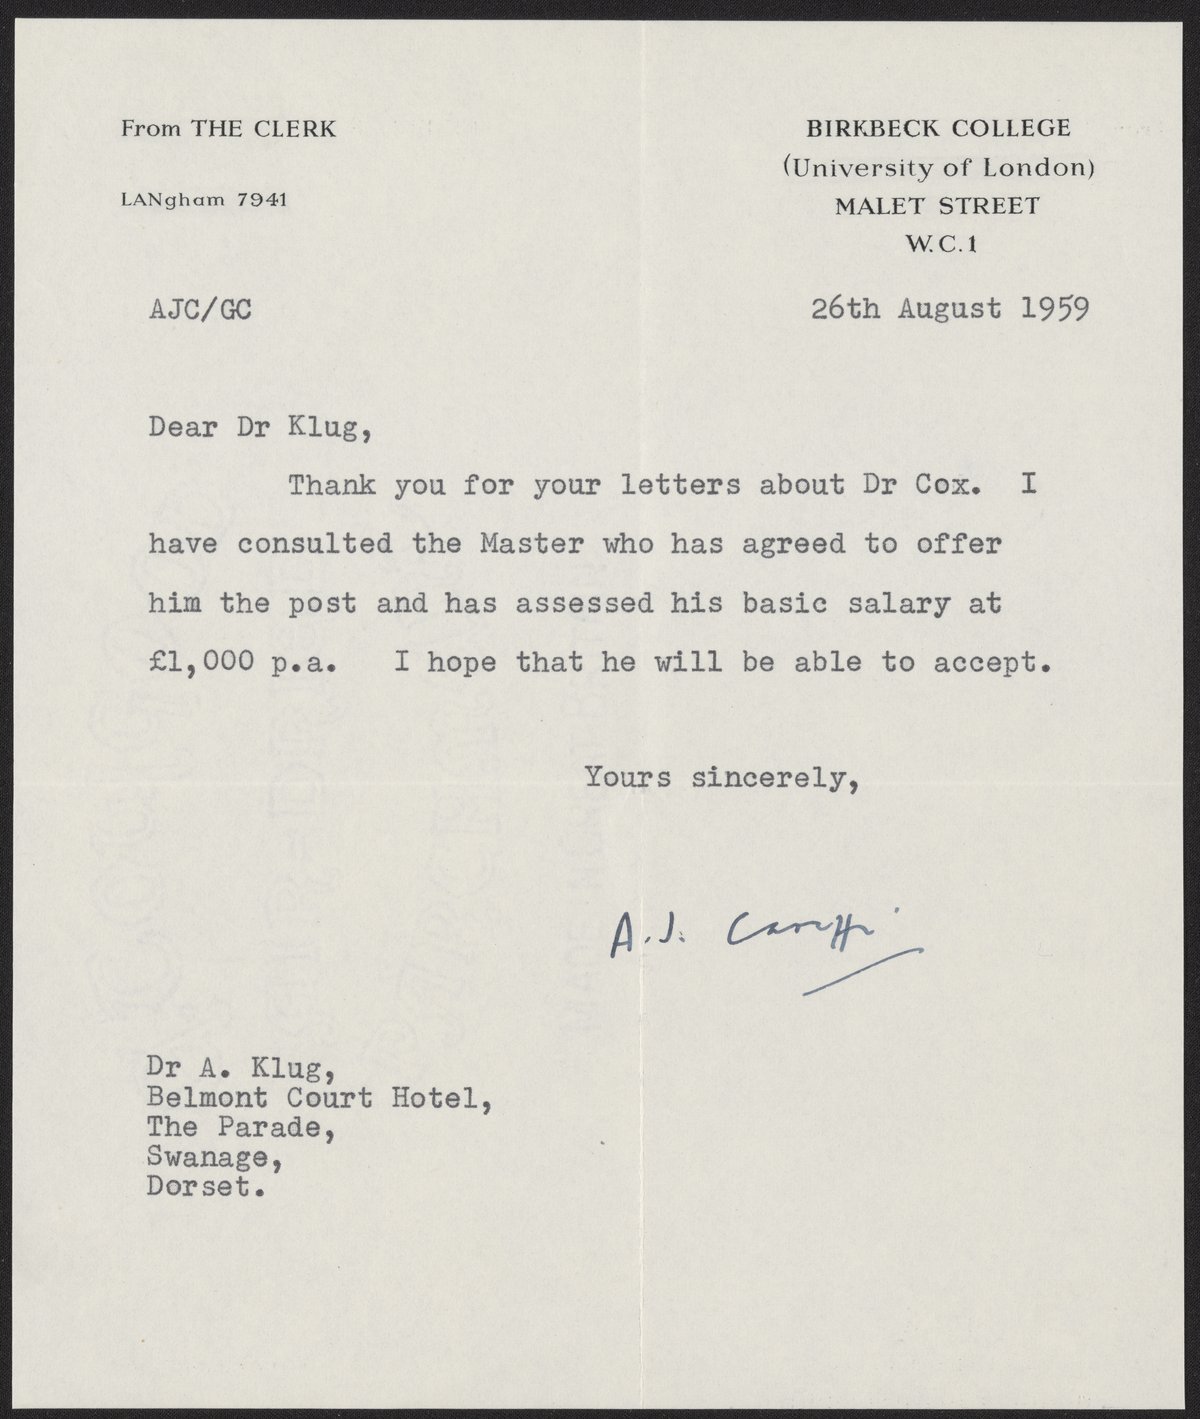 From THE CLERK
LANgham 7941
BIRKBECK COLLEGE
(University of London)
MALET STREET
W.C.1
AJC/GC
26th August 1959
Dear Dr Klug,
Thank you for your letters about Dr Cox. I
have consulted the Master who has agreed to offer
him the post and has assessed his basic salary at
£1,000 p.a. I hope that he will be able to accept.
Yours sincerely,
A.J. Caraffi
Dr A. Klug,
Belmont Court Hotel,
The Parade,
Swanage,
Dorset.